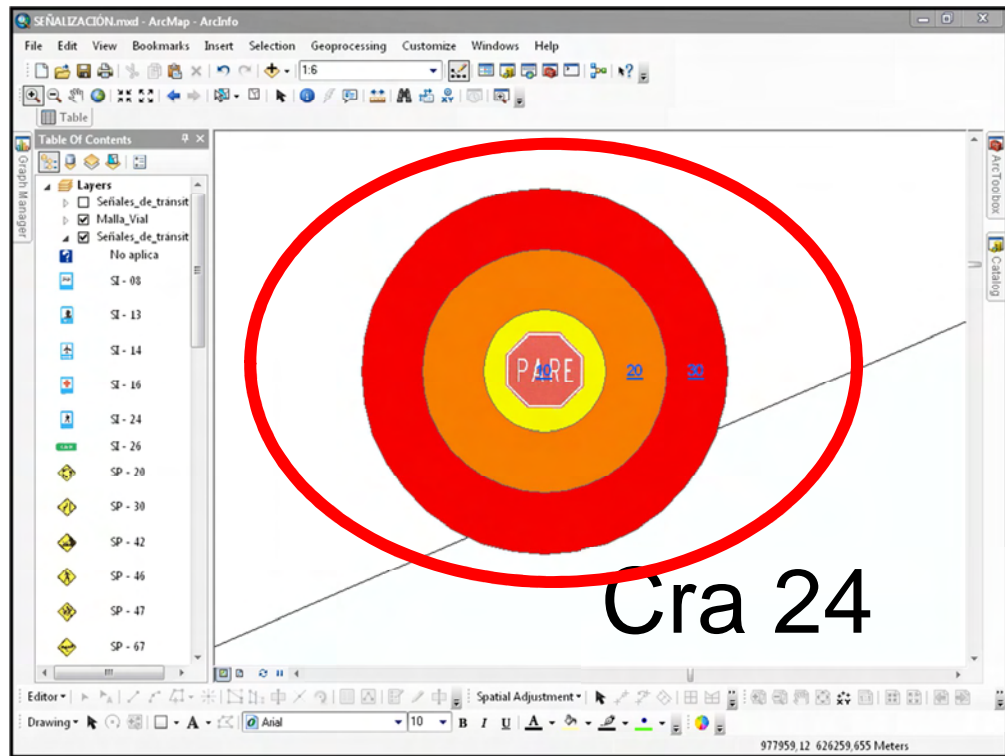 SEÑALIZACIÓN.mxd - ArcMap - ArcInfo
File Edit View Bookmarks Insert Selection Geoprocessing Customize Windows Help
1:6
Table
Table Of Contents
Graph Manager
Layers
Señales_de_transit
Malla_Vial
Señales_de_transit
No aplica
SI - 08
SI - 13
SI - 14
SI - 16
SI - 24
SI - 26
SP - 20
SP - 30
SP - 42
SP - 46
SP - 47
SP - 67
PARE
10
20
30
Cra 24
ArcToolbox
Catalog
Editor
Spatial Adjustment
Drawing
A
Arial
10
B I U A
977959,12 626259,655 Meters